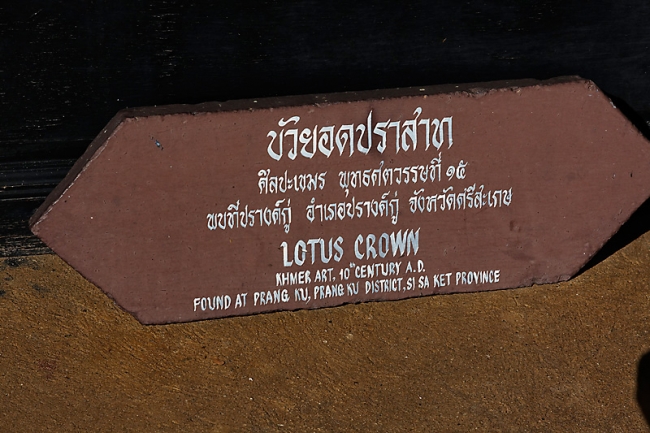 บัวยอดปราสาท
ศิลปะเขมร พุทธศตวรรษที่ ๑๕
พบที่ปรางค์กู่ อำเภอปรางค์กู่ จังหวัดศรีสะเกษ
LOTUS CROWN
KHMER ART. 10TH CENTURY A.D.
FOUND AT PRANG KU, PRANG KU DISTRICT. SI SA KET PROVINCE